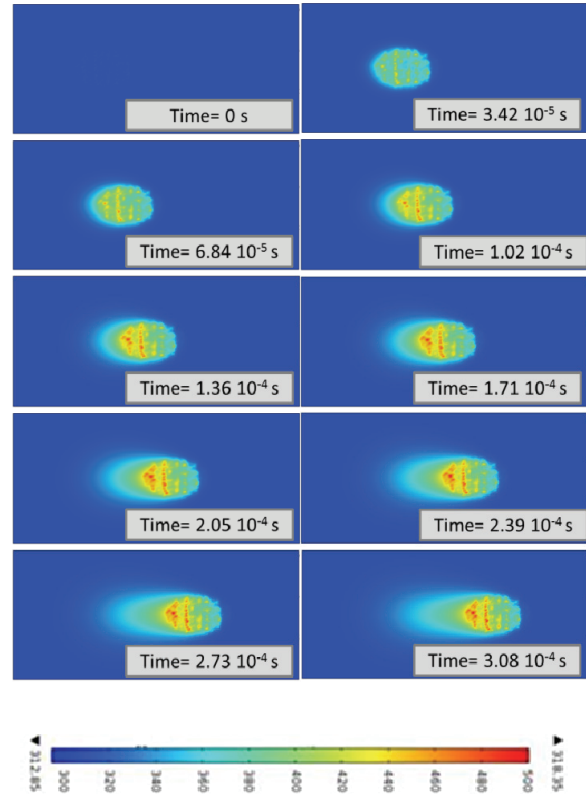 Time= 0 s
Time= 3.42 10⁻⁵ s
Time= 6.84 10⁻⁵ s
Time= 1.02 10⁻⁴ s
Time= 1.36 10⁻⁴ s
Time= 1.71 10⁻⁴ s
Time= 2.05 10⁻⁴ s
Time= 2.39 10⁻⁴ s
Time= 2.73 10⁻⁴ s
Time= 3.08 10⁻⁴ s
300
320
340
360
380
400
420
440
460
480
500